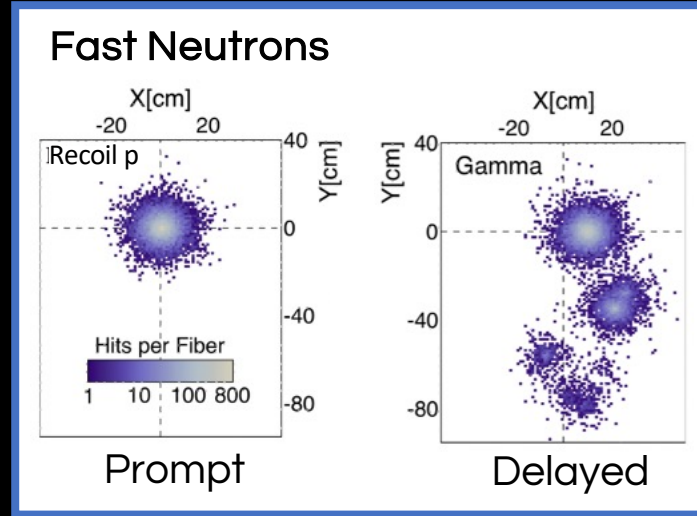 Fast Neutrons
X[cm]
-20 20
Recoil p
40
Y[cm]
0
-40
-80
Hits per Fiber
1 10 100 800
Prompt
X[cm]
-20 20
Y[cm]
40
Gamma
0
-40
-80
Delayed